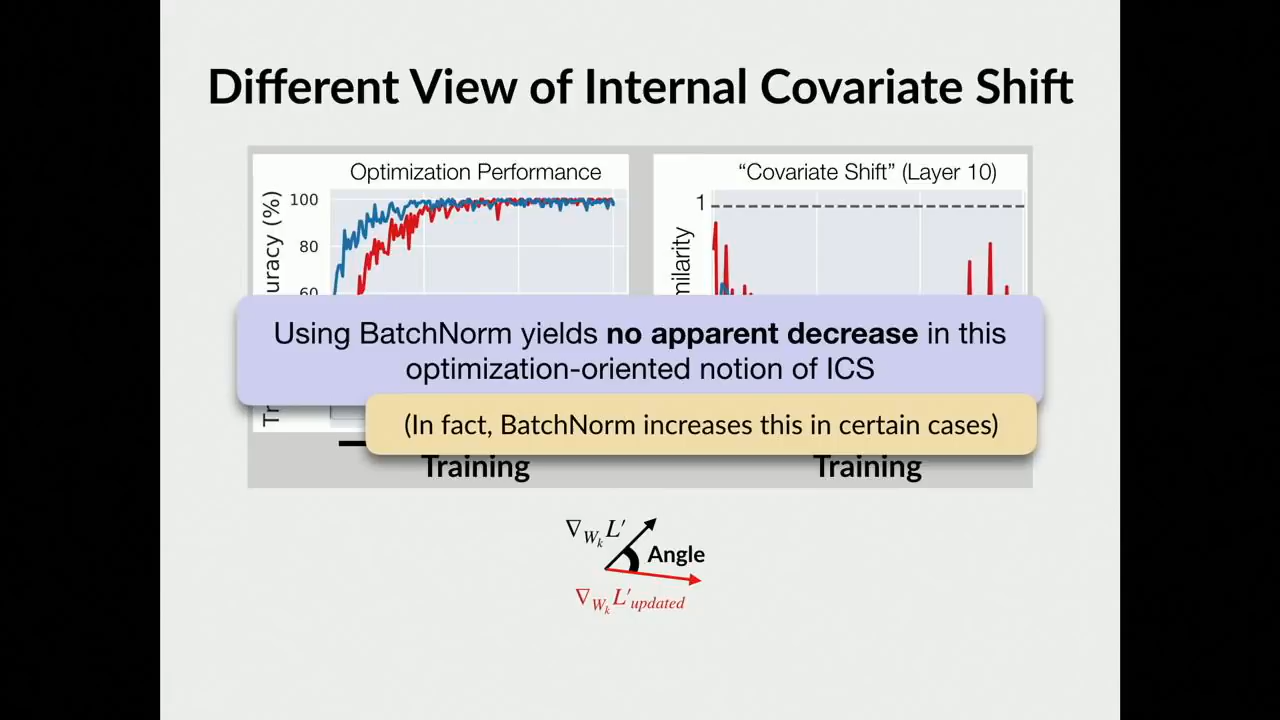 Different View of Internal Covariate Shift
Optimization Performance
100
80
“Covariate Shift” (Layer 10)
1
Using BatchNorm yields no apparent decrease in this
optimization-oriented notion of ICS
(In fact, BatchNorm increases this in certain cases)
Training
Training
∇_{W_k} L′
Angle
∇_{W_k} L′_{updated}